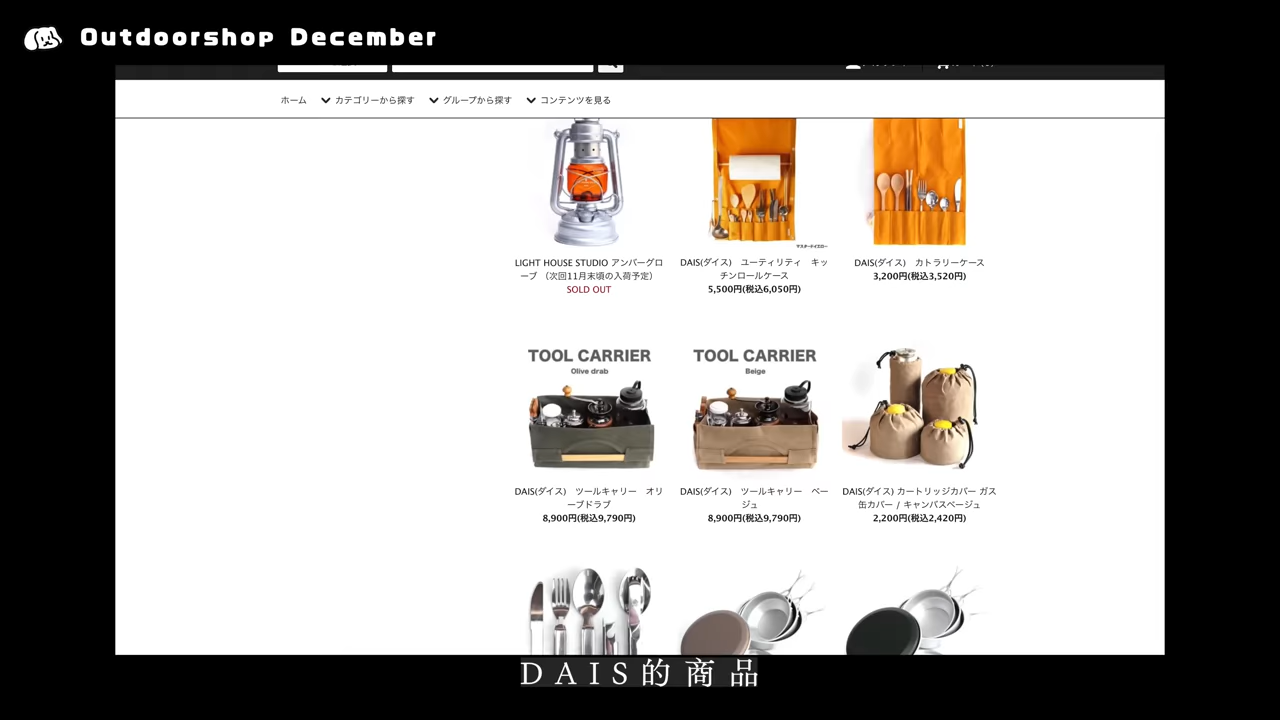 Outdoorshop December
ホーム カテゴリーから探す グループから探す コンテンツを見る
LIGHT HOUSE STUDIO アンバーグロ
ーブ （次回11月末頃の入荷予定）
SOLD OUT
DAIS(ダイス)　ユーティリティ　キッ
チンロールケース
5,500円(税込6,050円)
DAIS(ダイス)　カトラリーケース
3,200円(税込3,520円)
TOOL CARRIER
Olive drab
DAIS(ダイス)　ツールキャリー　オリ
ーブドラブ
8,900円(税込9,790円)
TOOL CARRIER
Beige
DAIS(ダイス)　ツールキャリー　ベー
ジュ
8,900円(税込9,790円)
DAIS(ダイス) カートリッジカバー ガス
缶カバー / キャンバスベージュ
2,200円(税込2,420円)
DAIS的商品